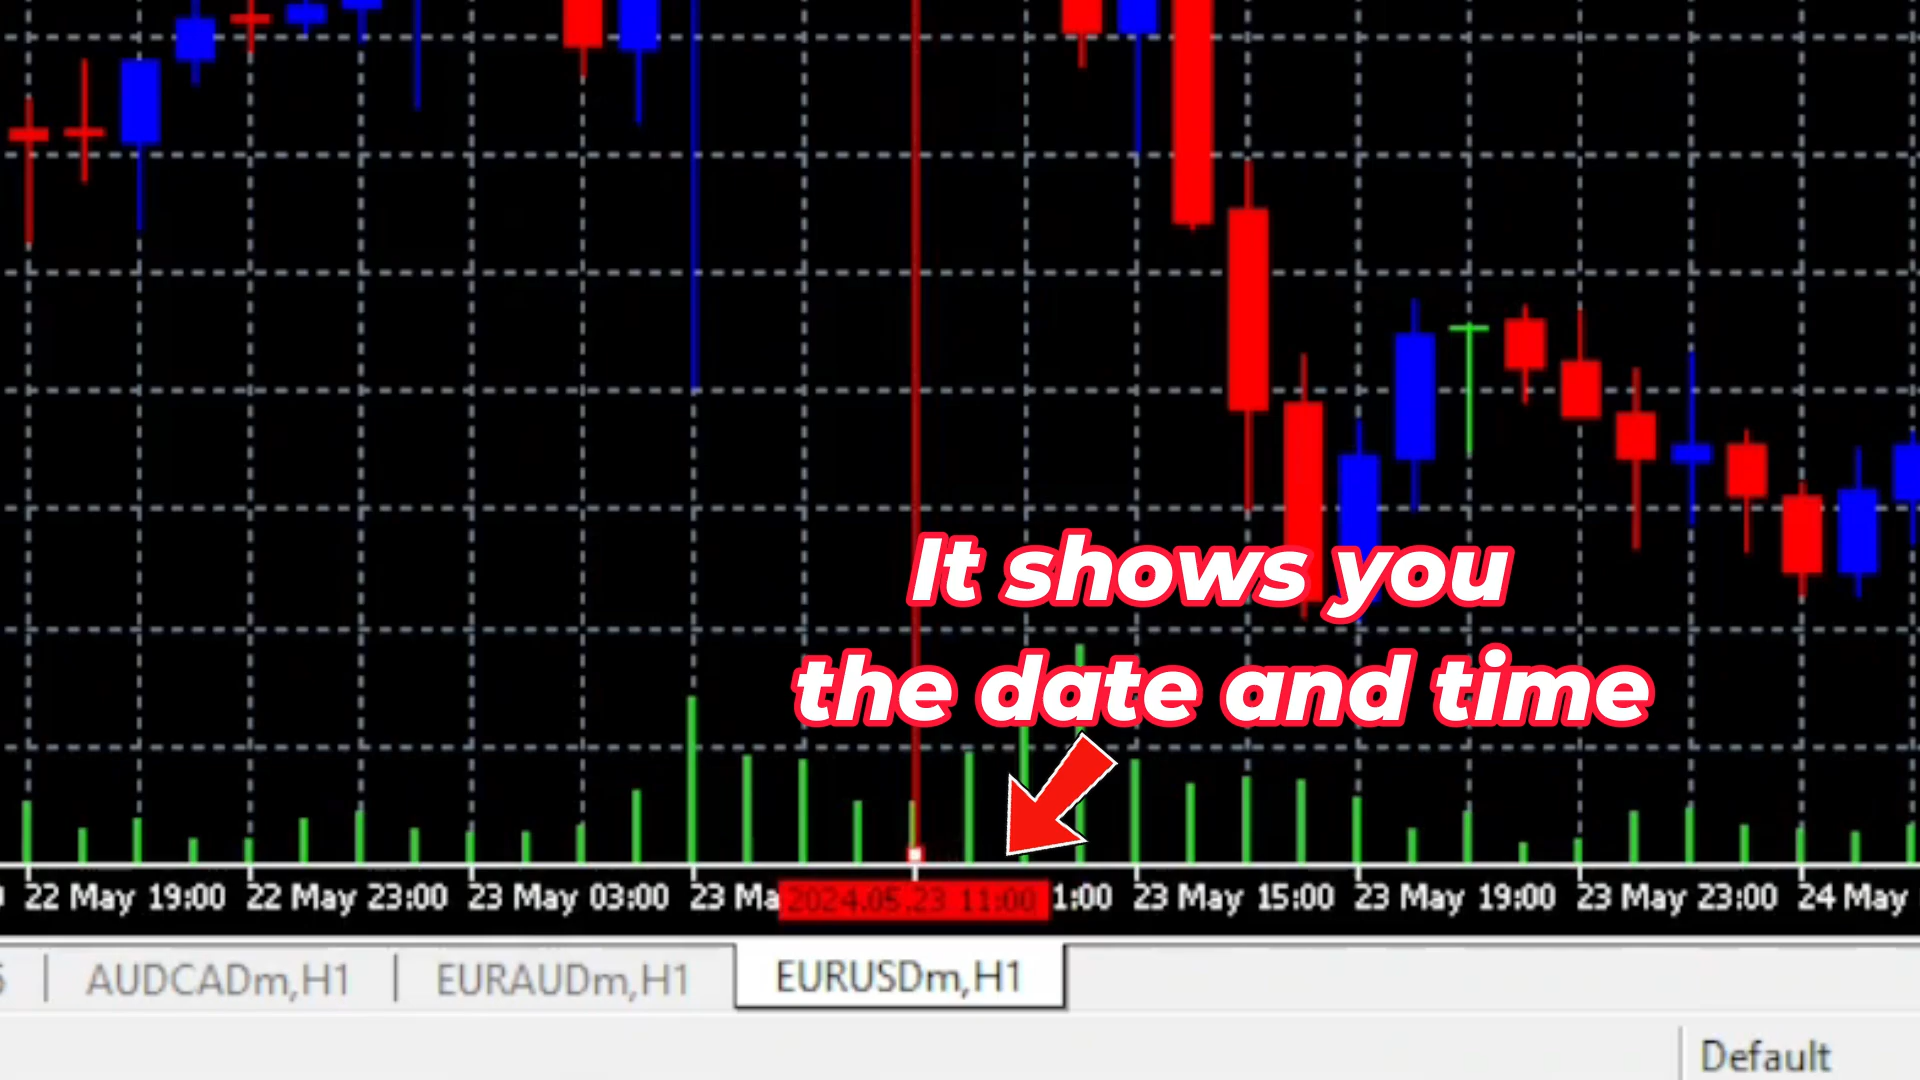 It shows you
the date and time
22 May 19:00 22 May 23:00 23 May 03:00 23 Ma 2024.05.23 11:00 1:00 23 May 15:00 23 May 19:00 23 May 23:00 24 May
AUDCADm,H1 | EURAUDm,H1 EURUSDm,H1
Default